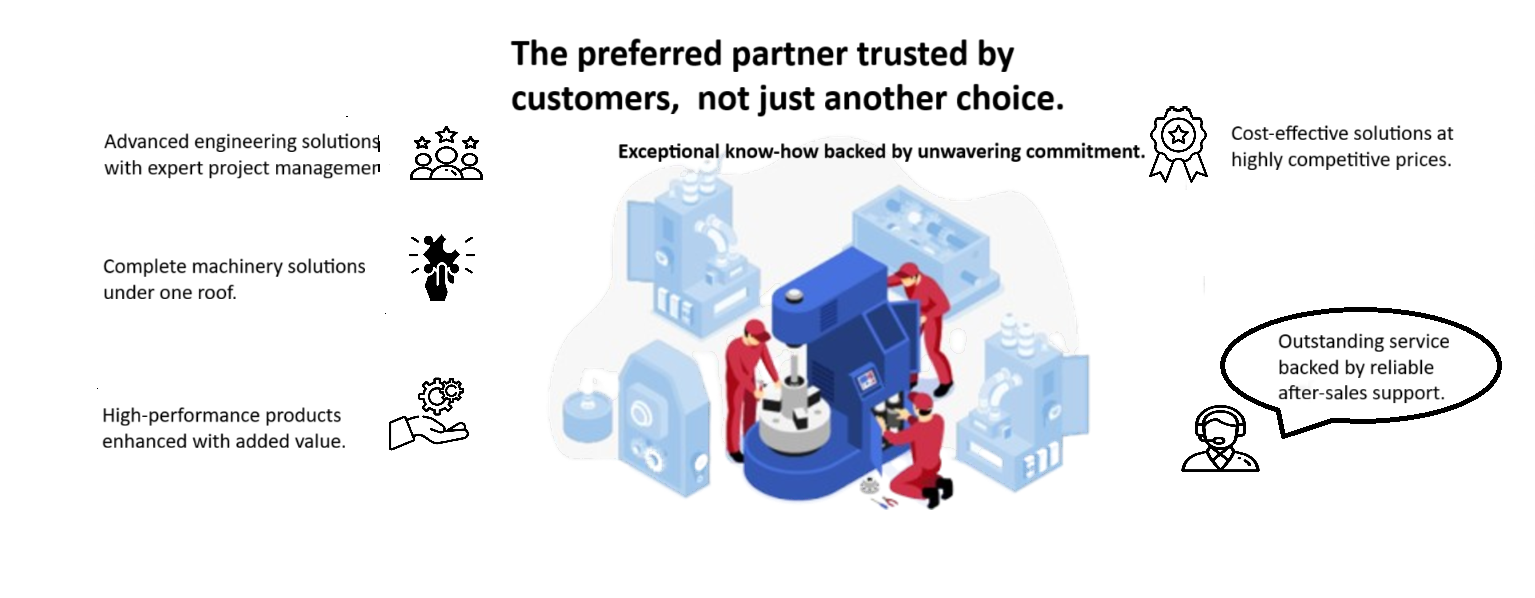 The preferred partner trusted by
customers,  not just another choice.
Exceptional know-how backed by unwavering commitment.
Advanced engineering solutions
with expert project managemen
Complete machinery solutions
under one roof.
High-performance products
enhanced with added value.
Cost-effective solutions at
highly competitive prices.
Outstanding service
backed by reliable
after-sales support.